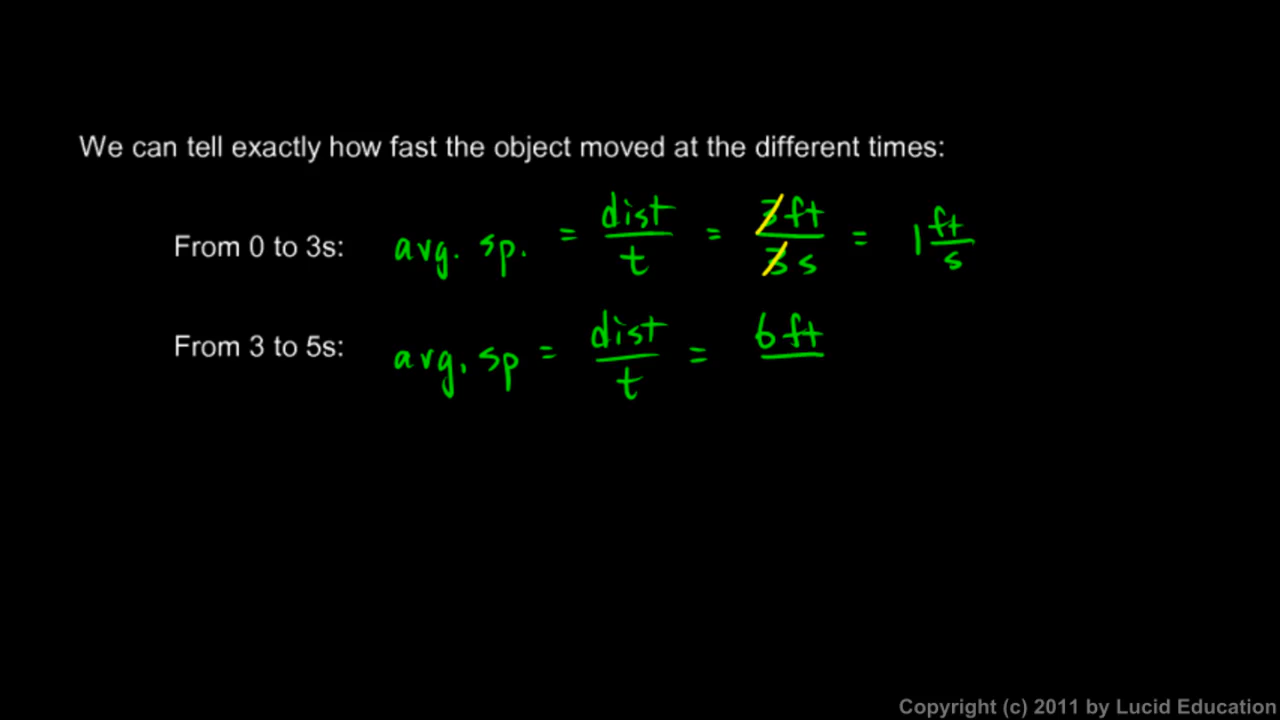 We can tell exactly how fast the object moved at the different times:
From 0 to 3s: avg. sp. = dist/t = 3ft/3s = 1 ft/s
From 3 to 5s: avg. sp = dist/t = 6ft
Copyright (c) 2011 by Lucid Education